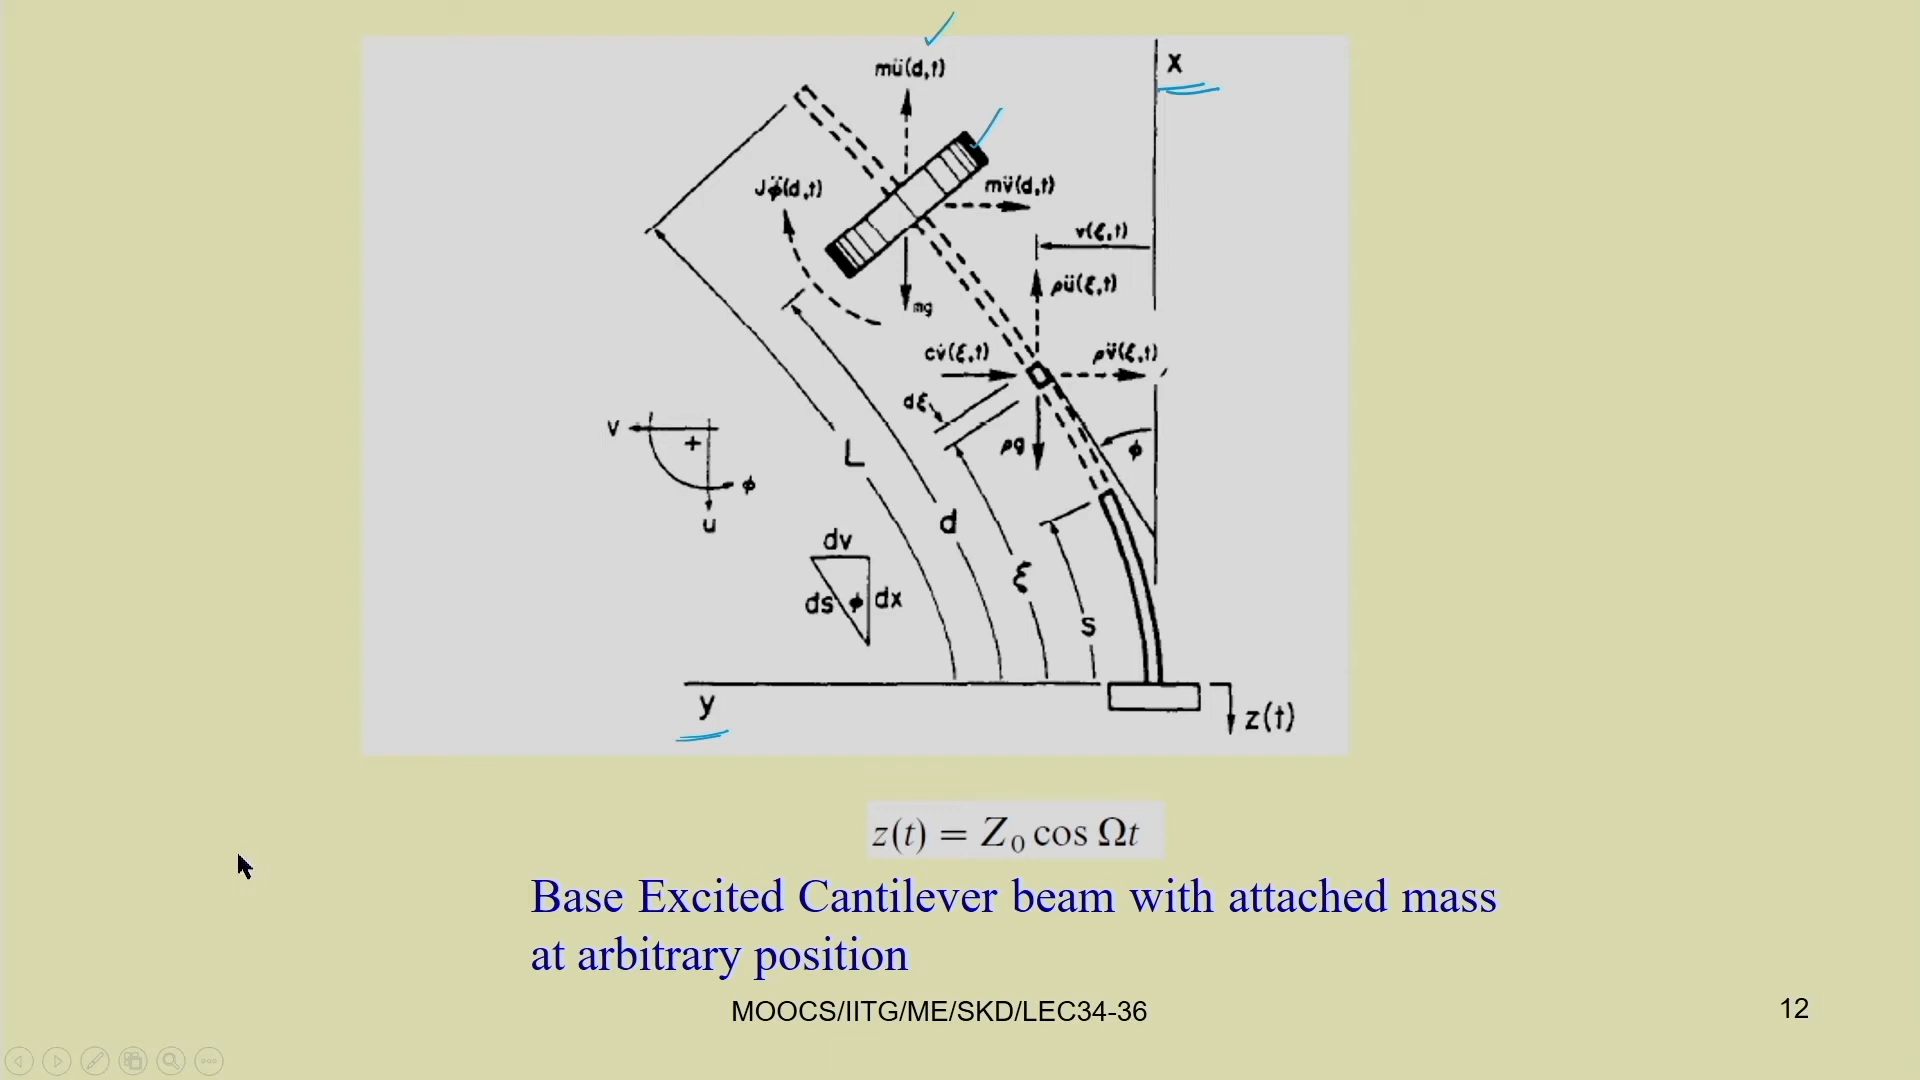 mü(d,t)
X
Jφ̈(d,t)
mv̈(d,t)
v(ξ,t)
ρü(ξ,t)
mg
cv̇(ξ,t)
ρv̈(ξ,t)
dξ
ρg
φ
V
+
φ
u
L
d
ξ
s
dv
ds
φ
dx
y
z(t)
z(t) = Z₀ cos Ωt
Base Excited Cantilever beam with attached mass
at arbitrary position
MOOCS/IITG/ME/SKD/LEC34-36
12